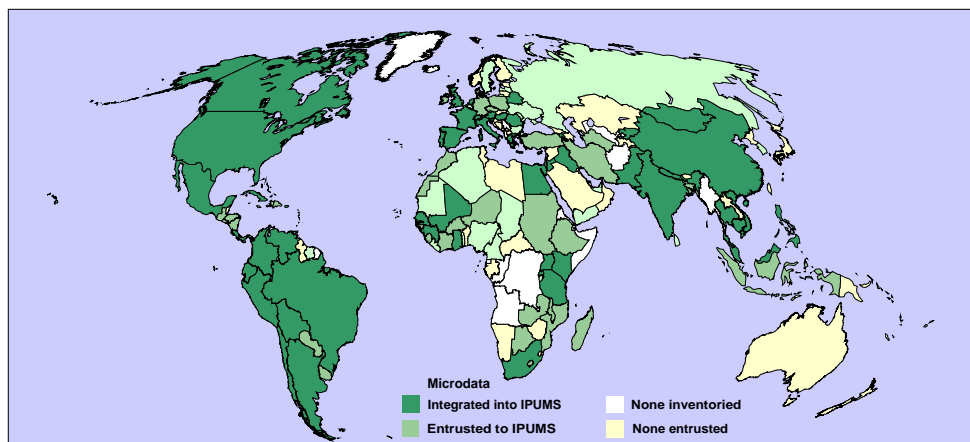 Microdata
Integrated into IPUMS
None inventoried
Entrusted to IPUMS
None entrusted